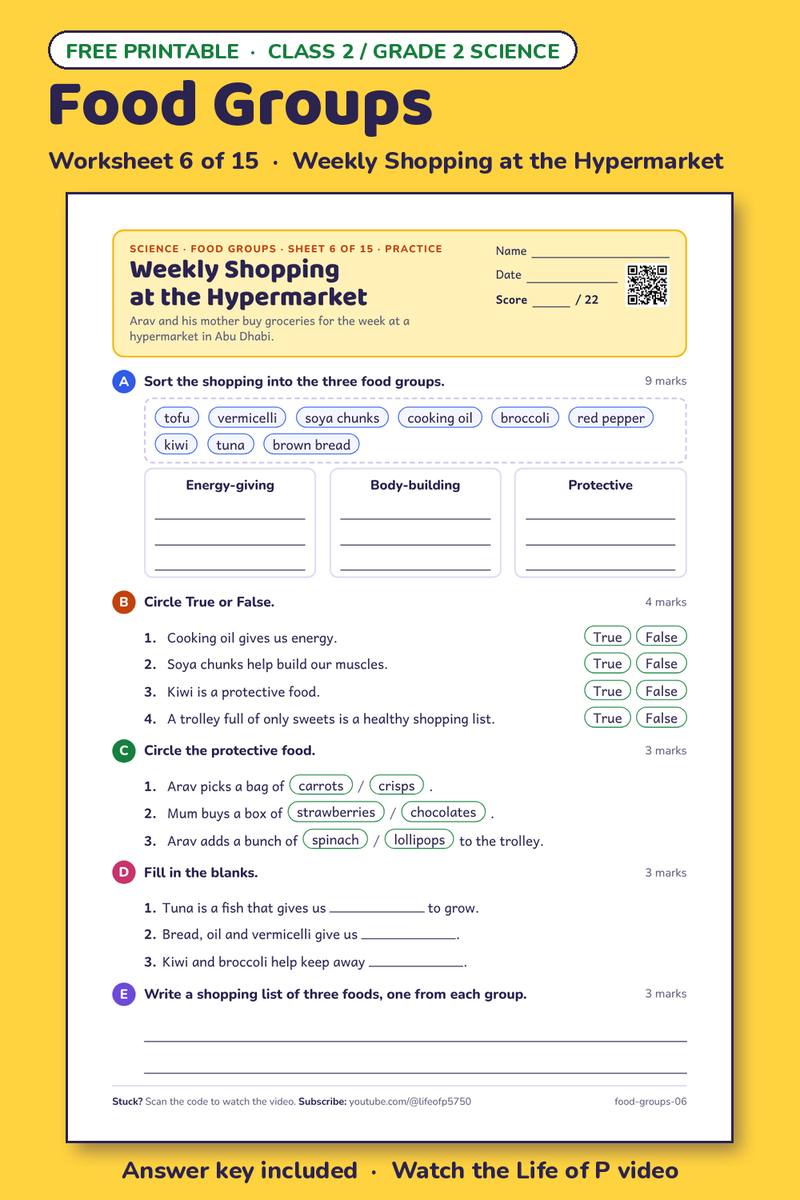 FREE PRINTABLE · CLASS 2 / GRADE 2 SCIENCE
Food Groups
Worksheet 6 of 15 · Weekly Shopping at the Hypermarket
SCIENCE · FOOD GROUPS · SHEET 6 OF 15 · PRACTICE
Weekly Shopping
at the Hypermarket
Arav and his mother buy groceries for the week at a
hypermarket in Abu Dhabi.
Name
Date
Score / 22
A Sort the shopping into the three food groups. 9 marks
tofu vermicelli soya chunks cooking oil broccoli red pepper
kiwi tuna brown bread
Energy-giving Body-building Protective
B Circle True or False. 4 marks
1. Cooking oil gives us energy. True False
2. Soya chunks help build our muscles. True False
3. Kiwi is a protective food. True False
4. A trolley full of only sweets is a healthy shopping list. True False
C Circle the protective food. 3 marks
1. Arav picks a bag of carrots / crisps .
2. Mum buys a box of strawberries / chocolates .
3. Arav adds a bunch of spinach / lollipops to the trolley.
D Fill in the blanks. 3 marks
1. Tuna is a fish that gives us ____ to grow.
2. Bread, oil and vermicelli give us ____.
3. Kiwi and broccoli help keep away ____.
E Write a shopping list of three foods, one from each group. 3 marks
Stuck? Scan the code to watch the video. Subscribe: youtube.com/@lifeofp5750 food-groups-06
Answer key included · Watch the Life of P video